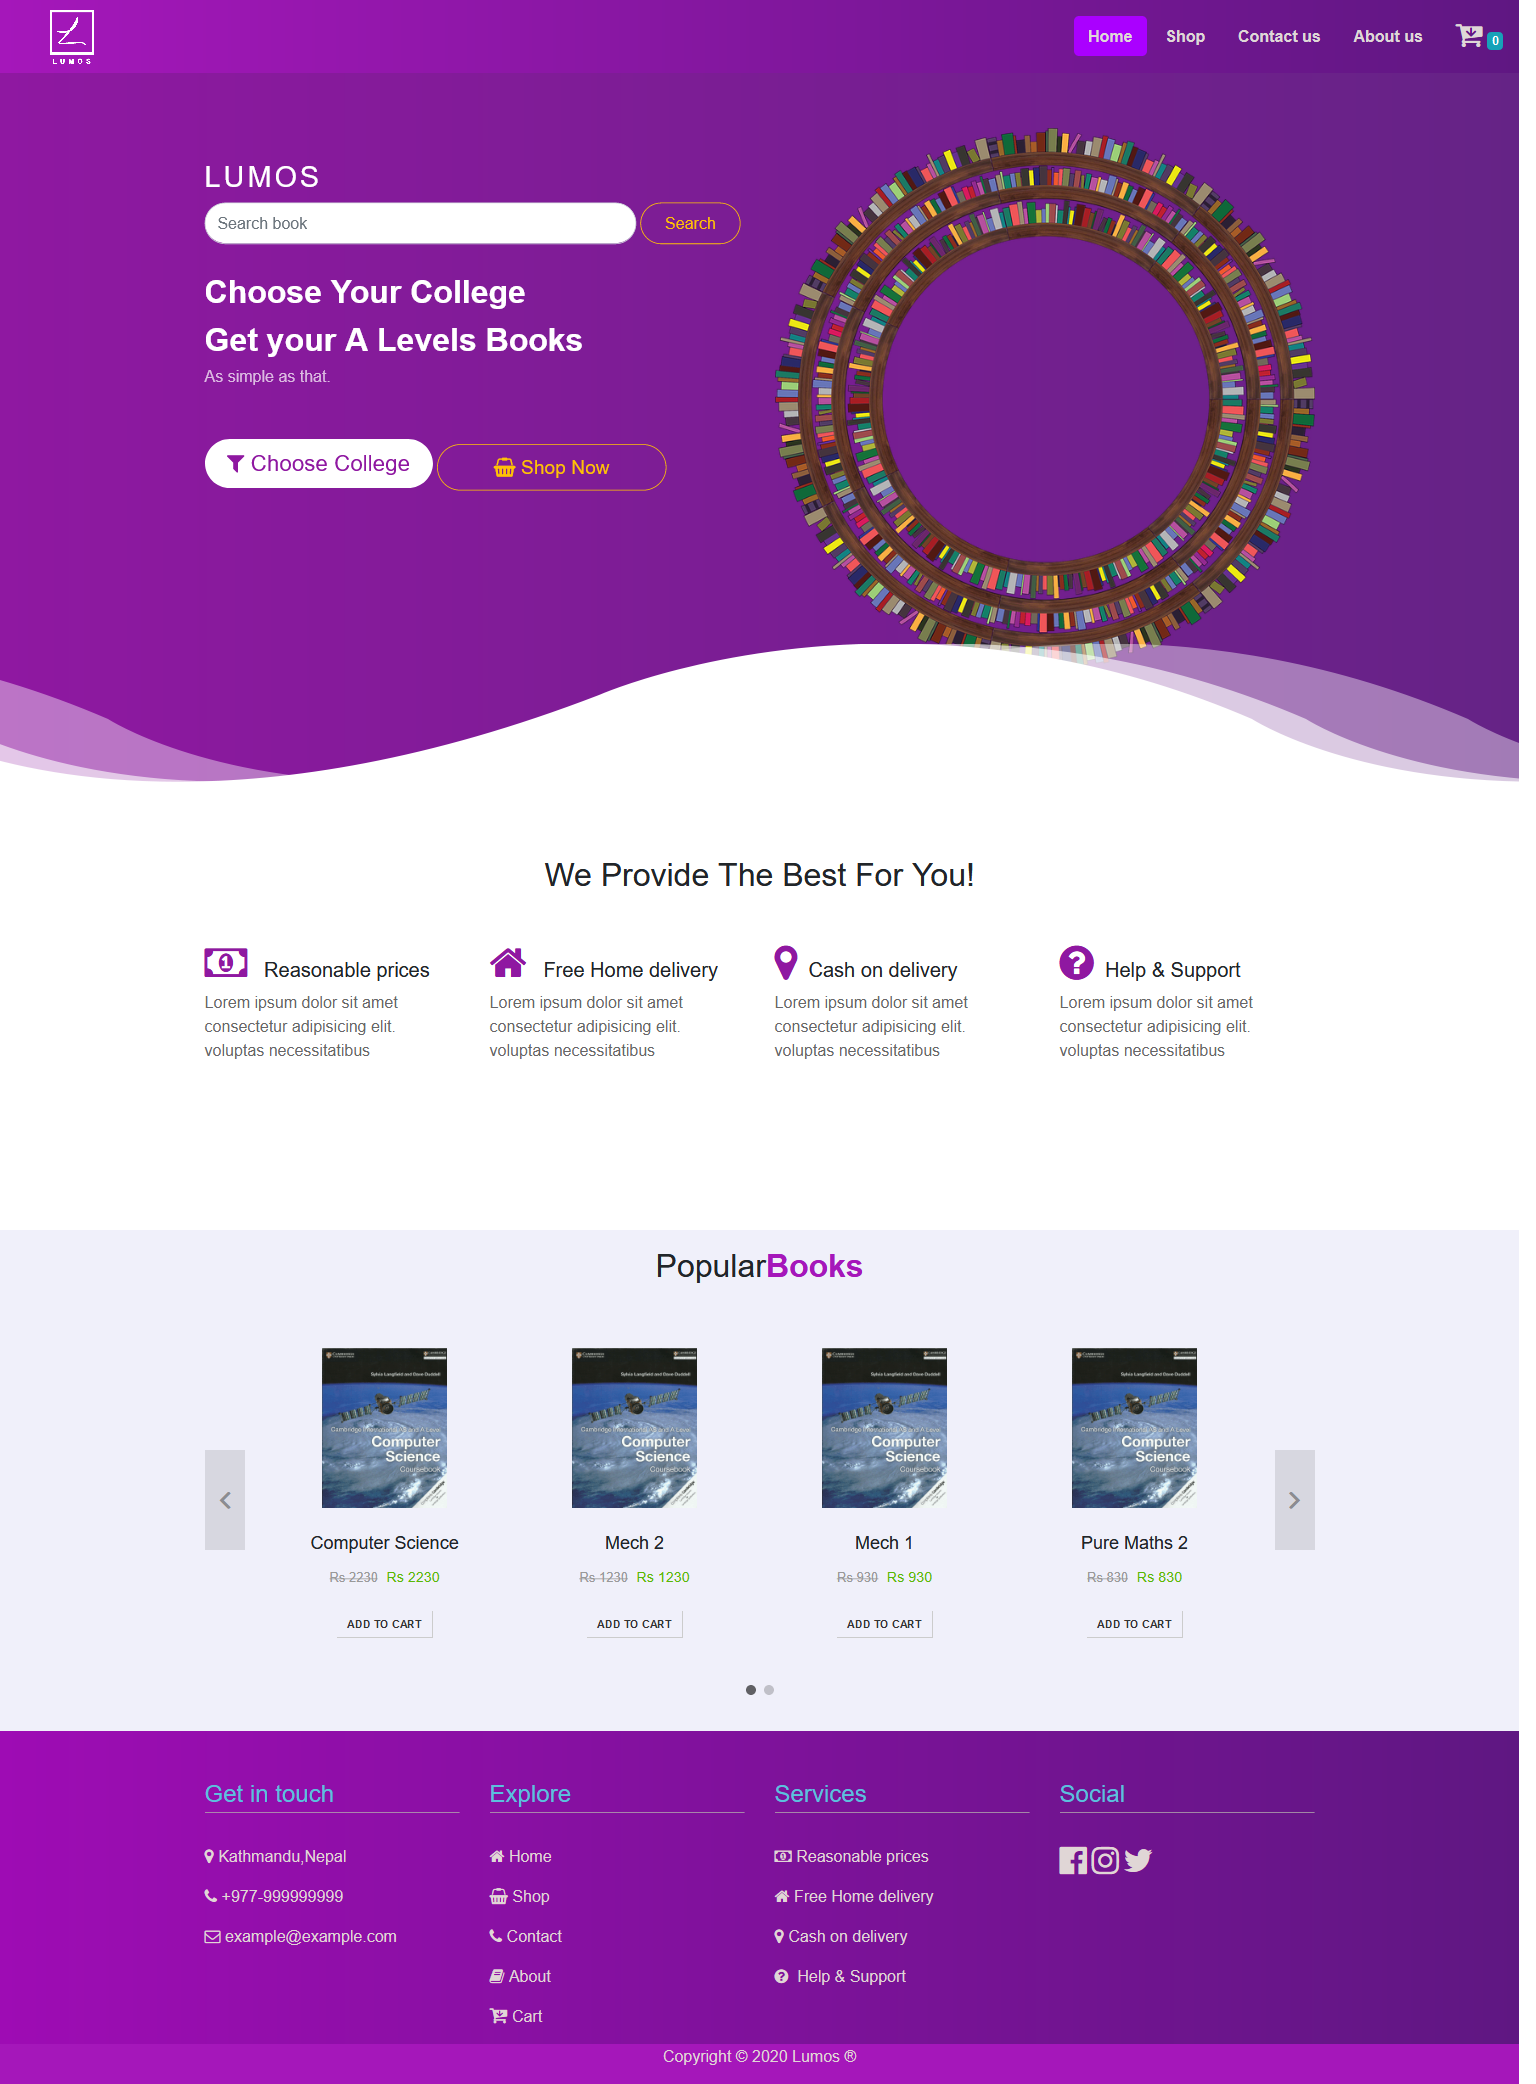 LUMOS
Home
Shop
Contact us
About us
0
LUMOS
Search book
Search
Choose Your College
Get your A Levels Books
As simple as that.
Choose College
Shop Now
We Provide The Best For You!
Reasonable prices
Lorem ipsum dolor sit amet
consectetur adipisicing elit.
voluptas necessitatibus
Free Home delivery
Lorem ipsum dolor sit amet
consectetur adipisicing elit.
voluptas necessitatibus
Cash on delivery
Lorem ipsum dolor sit amet
consectetur adipisicing elit.
voluptas necessitatibus
Help & Support
Lorem ipsum dolor sit amet
consectetur adipisicing elit.
voluptas necessitatibus
PopularBooks
Computer
Science
Coursebook
Computer Science
Rs 2230 Rs 2230
ADD TO CART
Computer
Science
Coursebook
Mech 2
Rs 1230 Rs 1230
ADD TO CART
Computer
Science
Coursebook
Mech 1
Rs 930 Rs 930
ADD TO CART
Computer
Science
Coursebook
Pure Maths 2
Rs 830 Rs 830
ADD TO CART
Get in touch
Kathmandu,Nepal
+977-999999999
example@example.com
Explore
Home
Shop
Contact
About
Cart
Services
Reasonable prices
Free Home delivery
Cash on delivery
Help & Support
Social
Copyright © 2020 Lumos ®